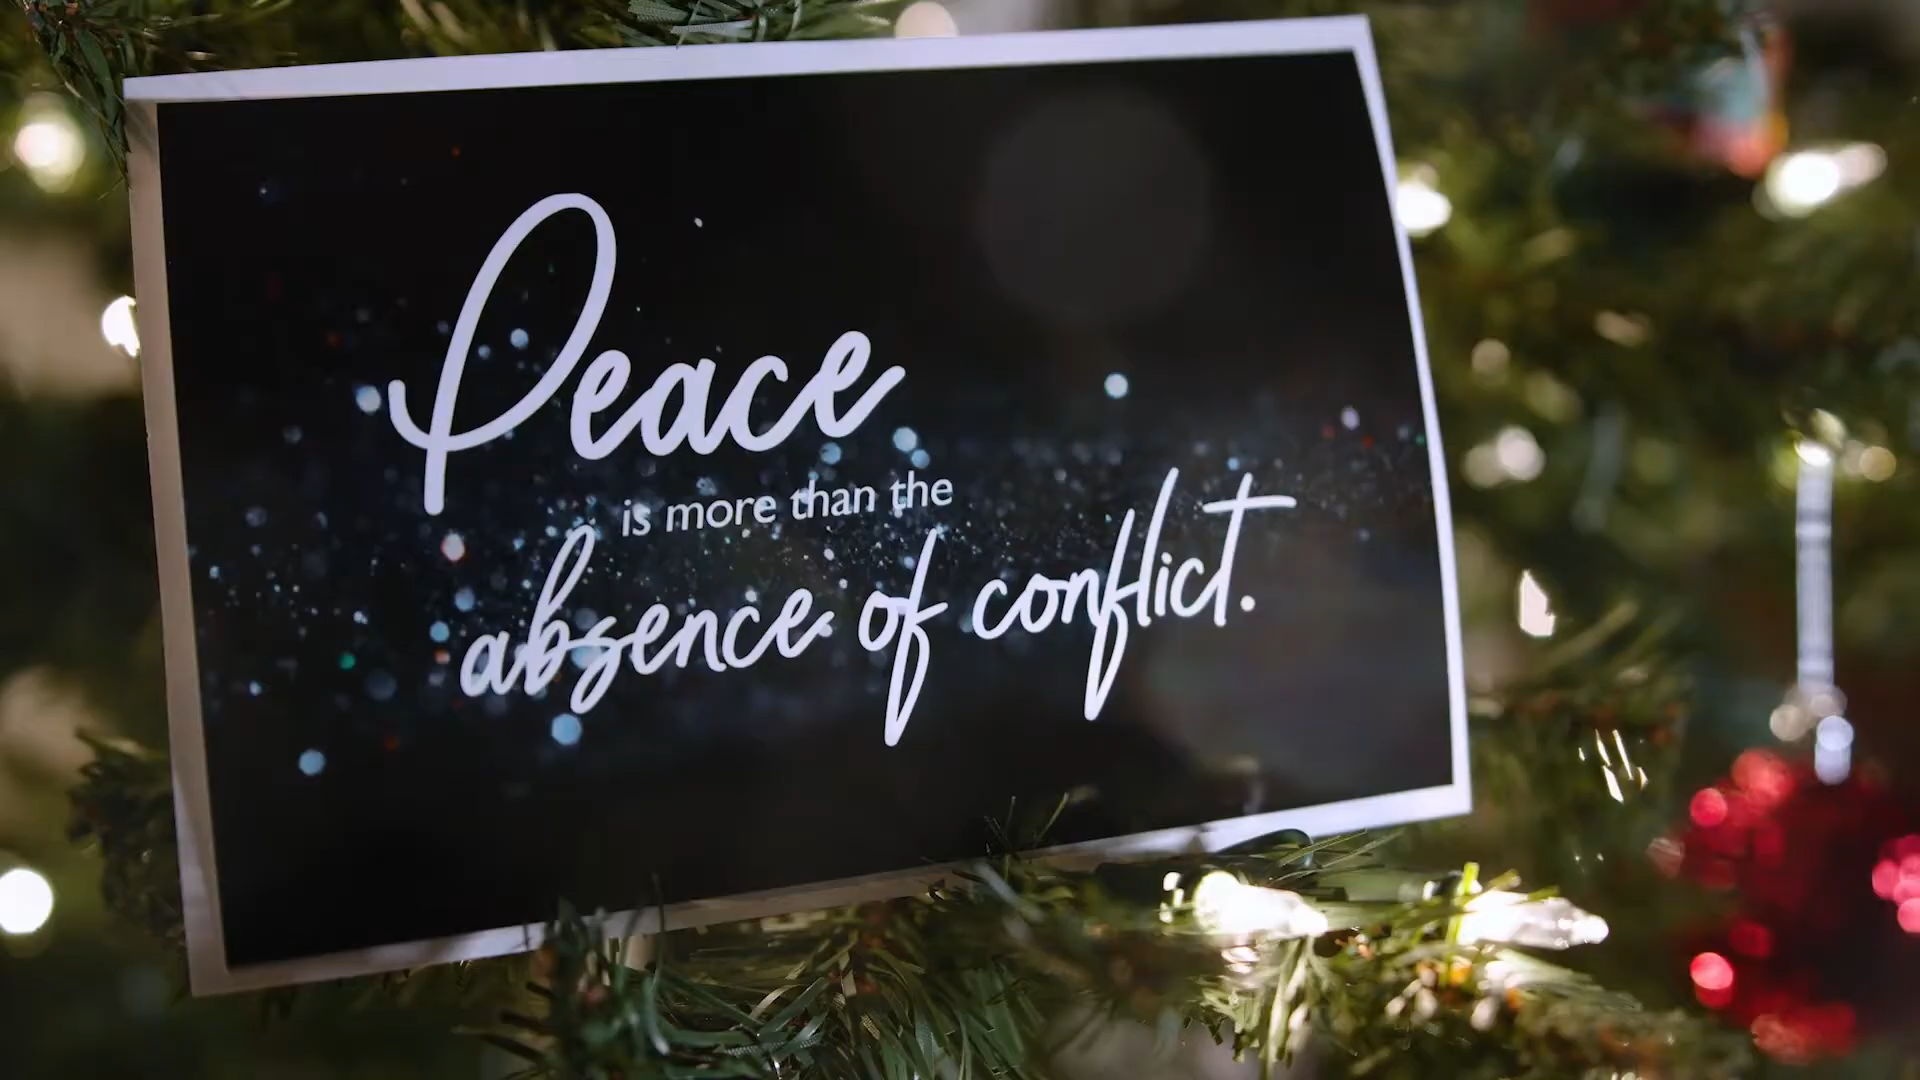 Peace
is more than the
absence of conflict.